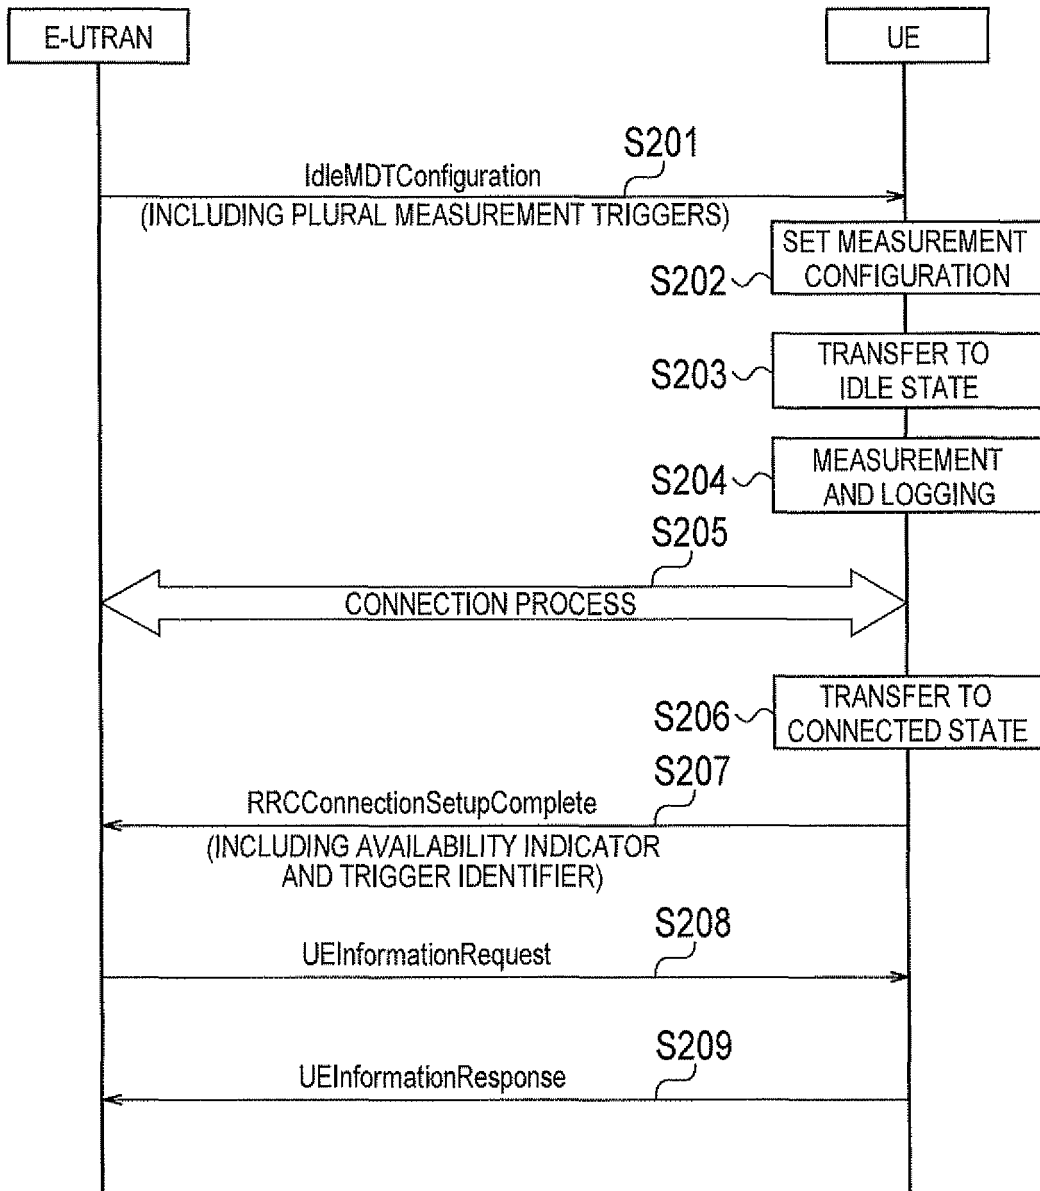 E-UTRAN
UE
S201
IdleMDTConfiguration
(INCLUDING PLURAL MEASUREMENT TRIGGERS)
SET MEASUREMENT
CONFIGURATION
S202
TRANSFER TO
IDLE STATE
S203
MEASUREMENT
AND LOGGING
S204
S205
CONNECTION PROCESS
TRANSFER TO
CONNECTED STATE
S206
S207
RRCConnectionSetupComplete
(INCLUDING AVAILABILITY INDICATOR
AND TRIGGER IDENTIFIER)
S208
UEInformationRequest
S209
UEInformationResponse